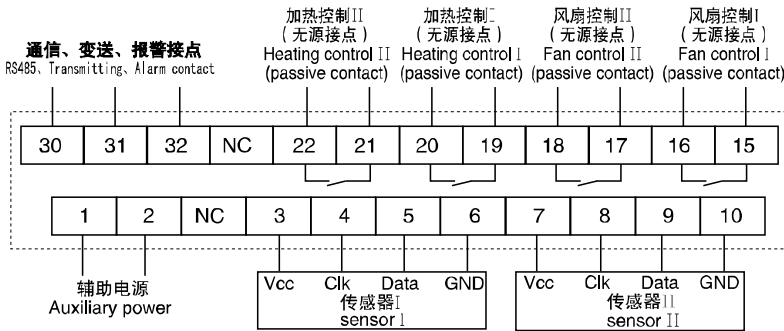 加热控制II
（无源接点）
Heating control II
(passive contact)
加热控制I
（无源接点）
Heating control I
(passive contact)
风扇控制II
（无源接点）
Fan control II
(passive contact)
风扇控制I
（无源接点）
Fan control I
(passive contact)
通信、变送、报警接点
RS485、Transmitting、Alarm contact
30 31 32 NC 22 21 20 19 18 17 16 15
1 2 NC 3 4 5 6 7 8 9 10
辅助电源
Auxiliary power
Vcc Clk Data GND
传感器I
sensor I
Vcc Clk Data GND
传感器II
sensor II